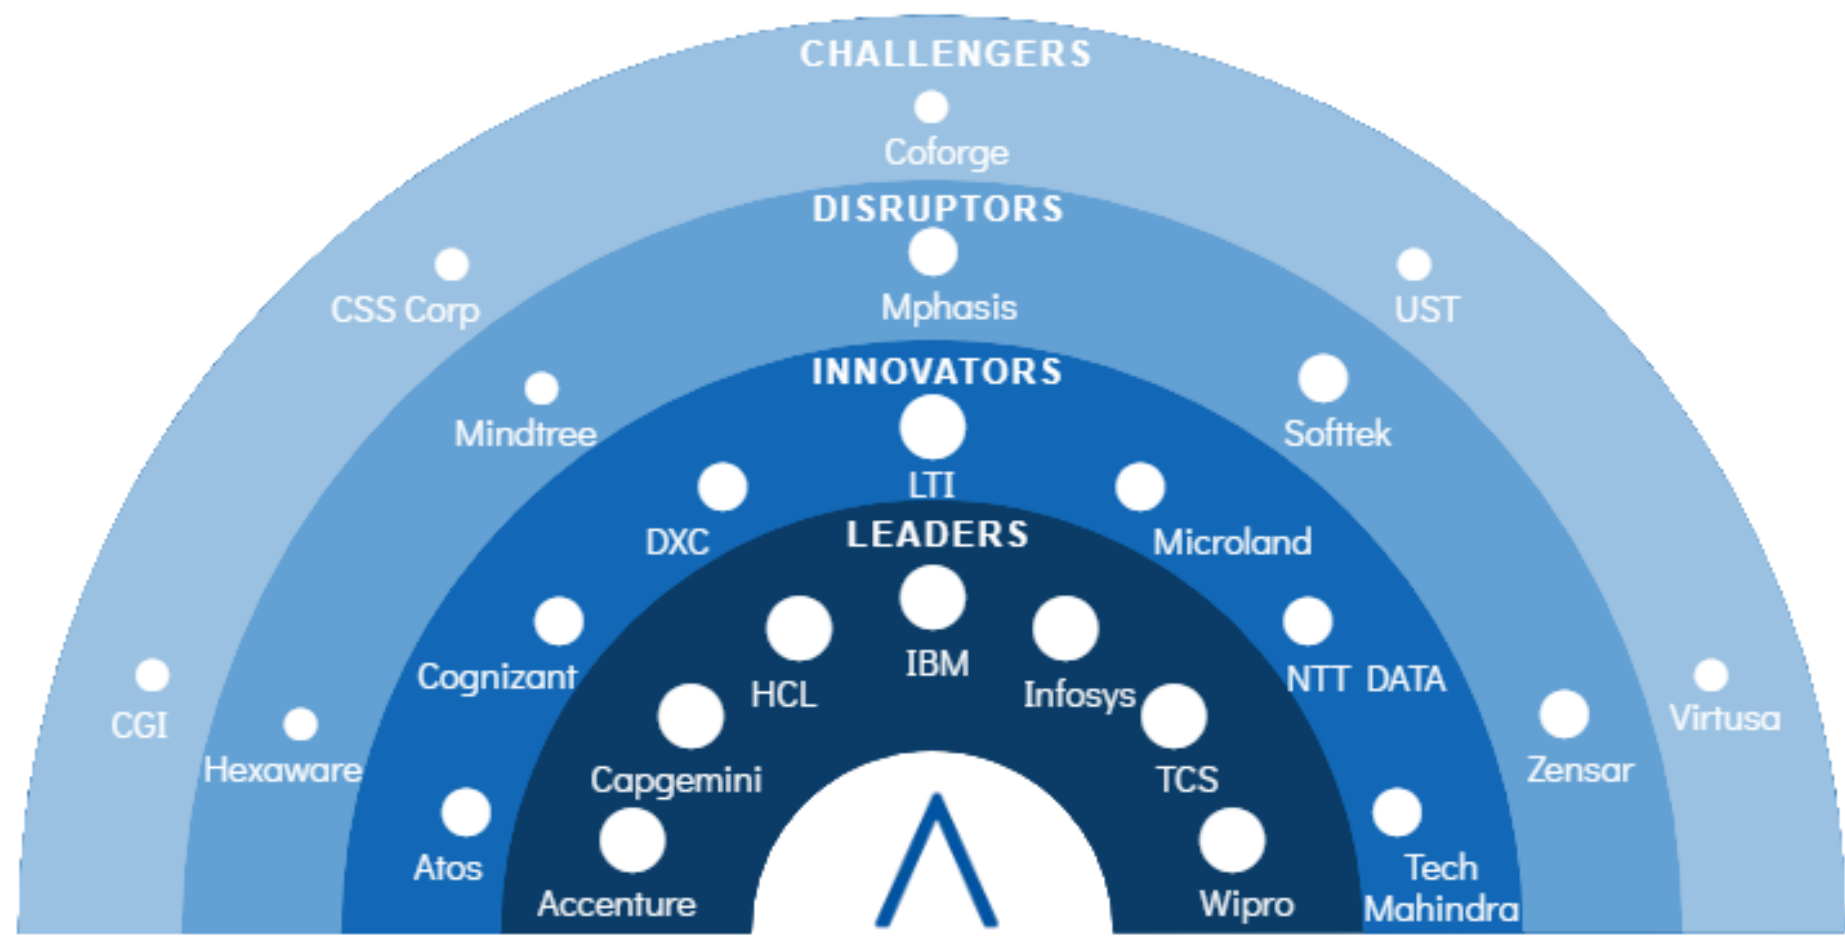 CHALLENGERS
Coforge
CSS Corp
UST
CGI
Virtusa
DISRUPTORS
Mphasis
Mindtree
Softtek
Hexaware
Zensar
INNOVATORS
LTI
DXC
Microland
Cognizant
NTT DATA
Atos
Tech
Mahindra
LEADERS
IBM
HCL
Infosys
Capgemini
TCS
Accenture
Wipro